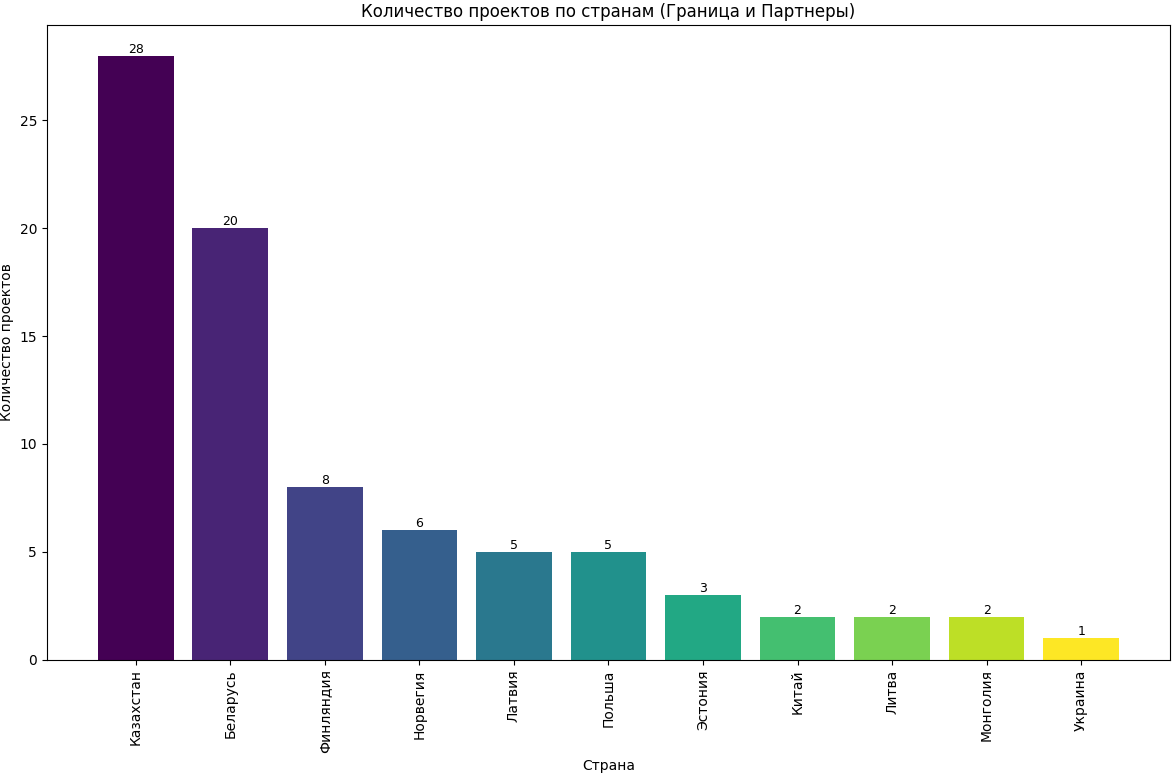 Количество проектов по странам (Граница и Партнеры)
Количество проектов
25
20
15
10
5
0
28
20
8
6
5
5
3
2
2
2
1
Казахстан
Беларусь
Финляндия
Норвегия
Латвия
Польша
Эстония
Китай
Литва
Монголия
Украина
Страна